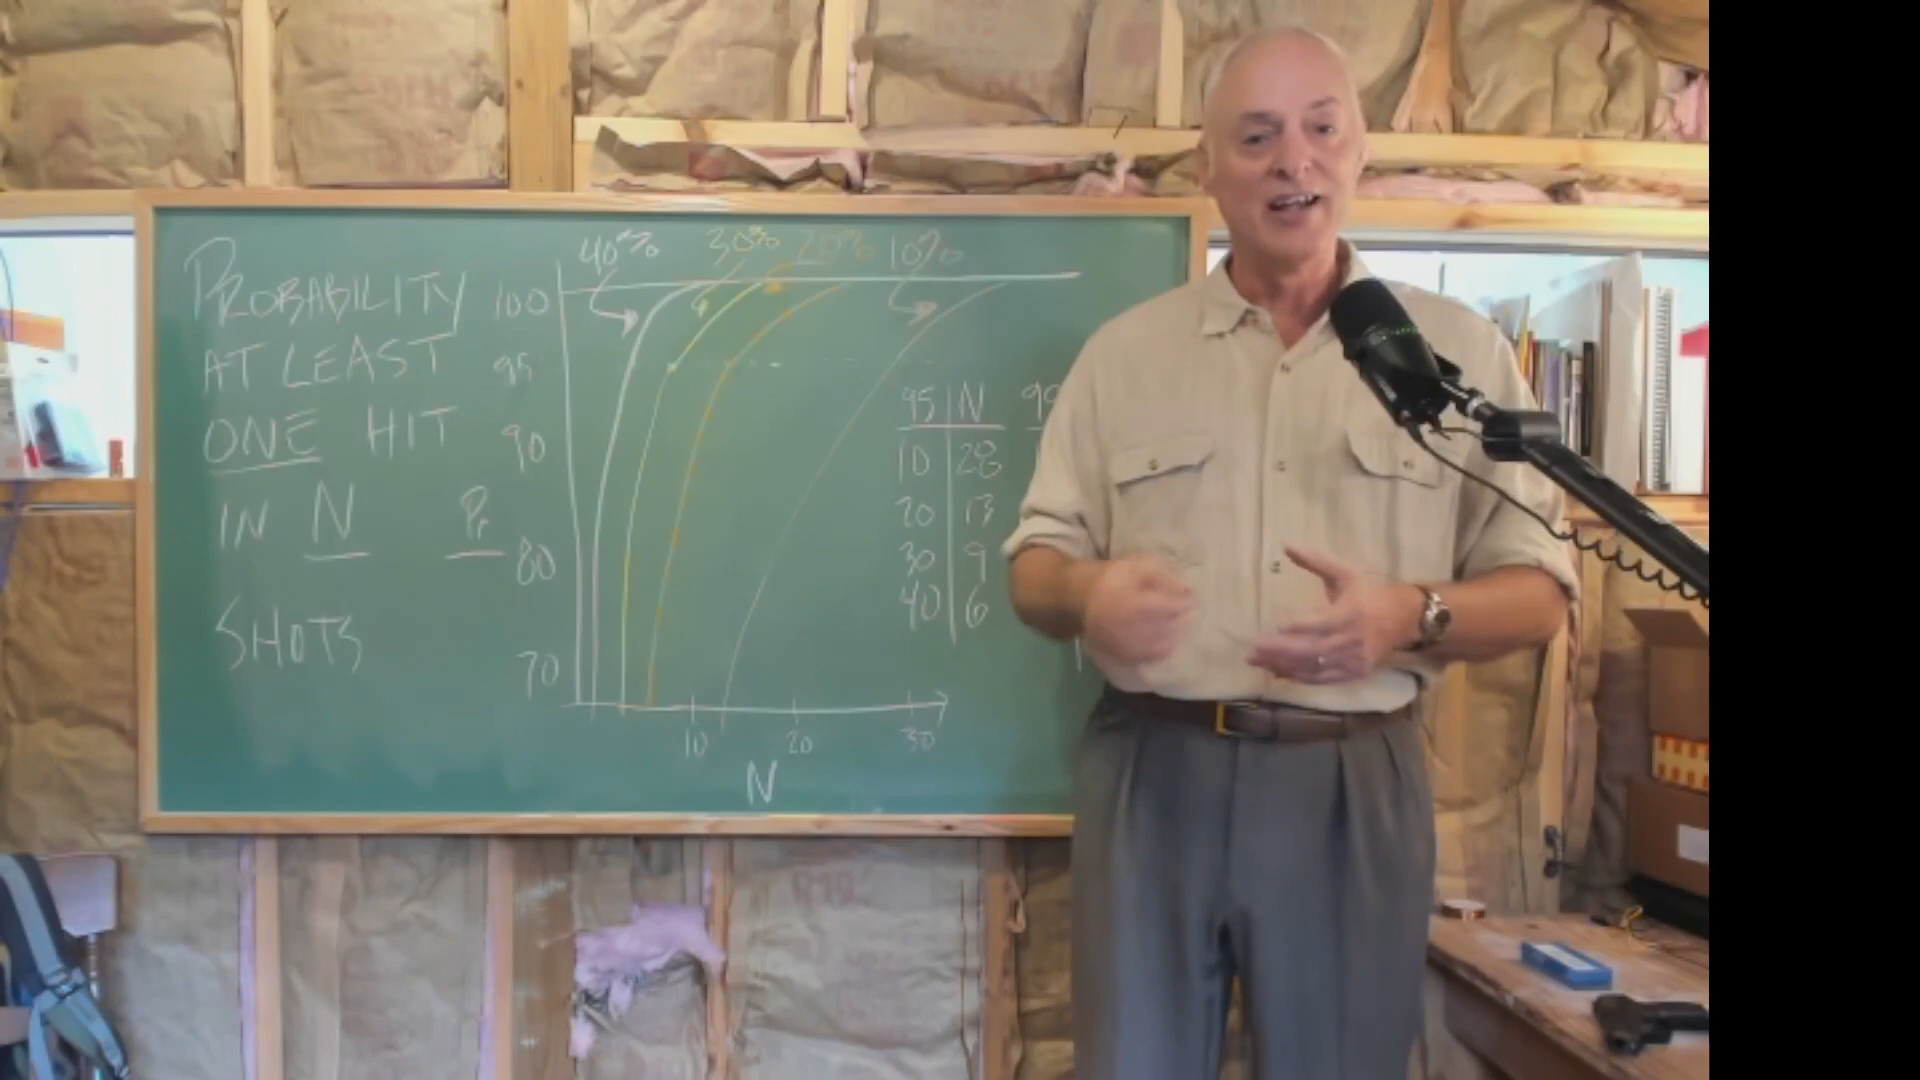 PROBABILITY
AT LEAST
ONE HIT
IN N
SHOTS
Pr
40% 30% 20% 10%
100
95
90
80
70
10 20 30
N
95 N
10 28
20 13
30 9
40 6